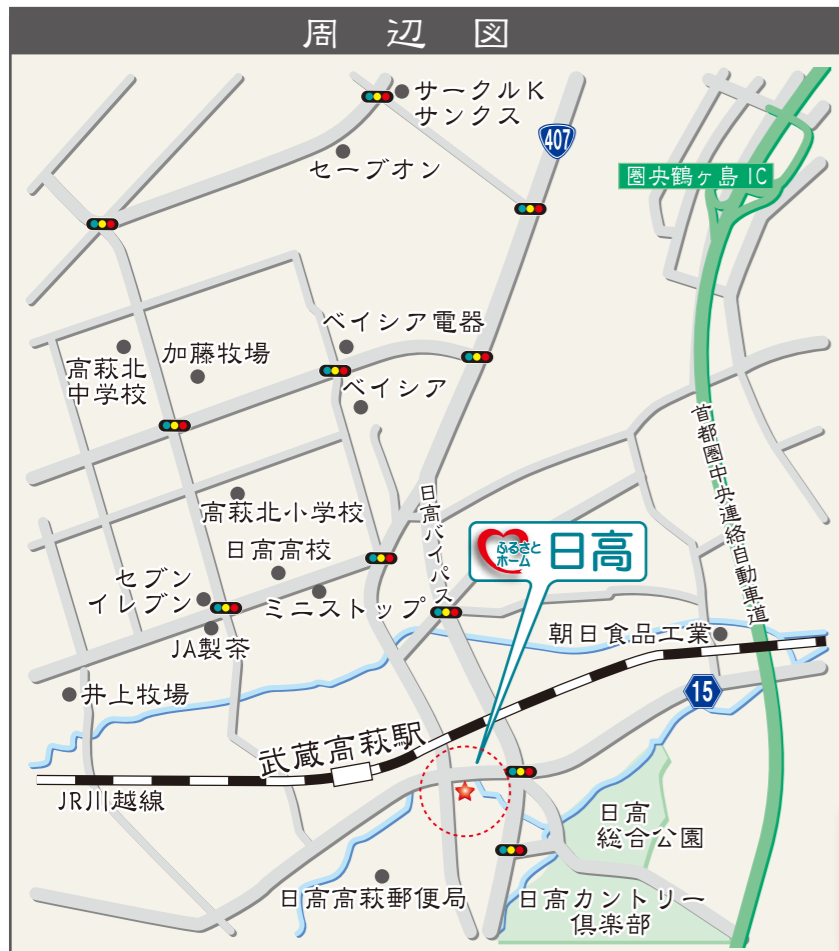 周辺図
サークルK
サンクス
407
セーブオン
圏央鶴ヶ島 IC
ベイシア電器
加藤牧場
高萩北
中学校
ベイシア
首都圏中央連絡自動車道
日高バイパス
高萩北小学校
ふるさと
ホーム
日高
日高高校
セブン
イレブン
ミニストップ
JA製茶
朝日食品工業
井上牧場
15
武蔵高萩駅
JR川越線
日高
総合公園
日高高萩郵便局
日高カントリー
倶楽部